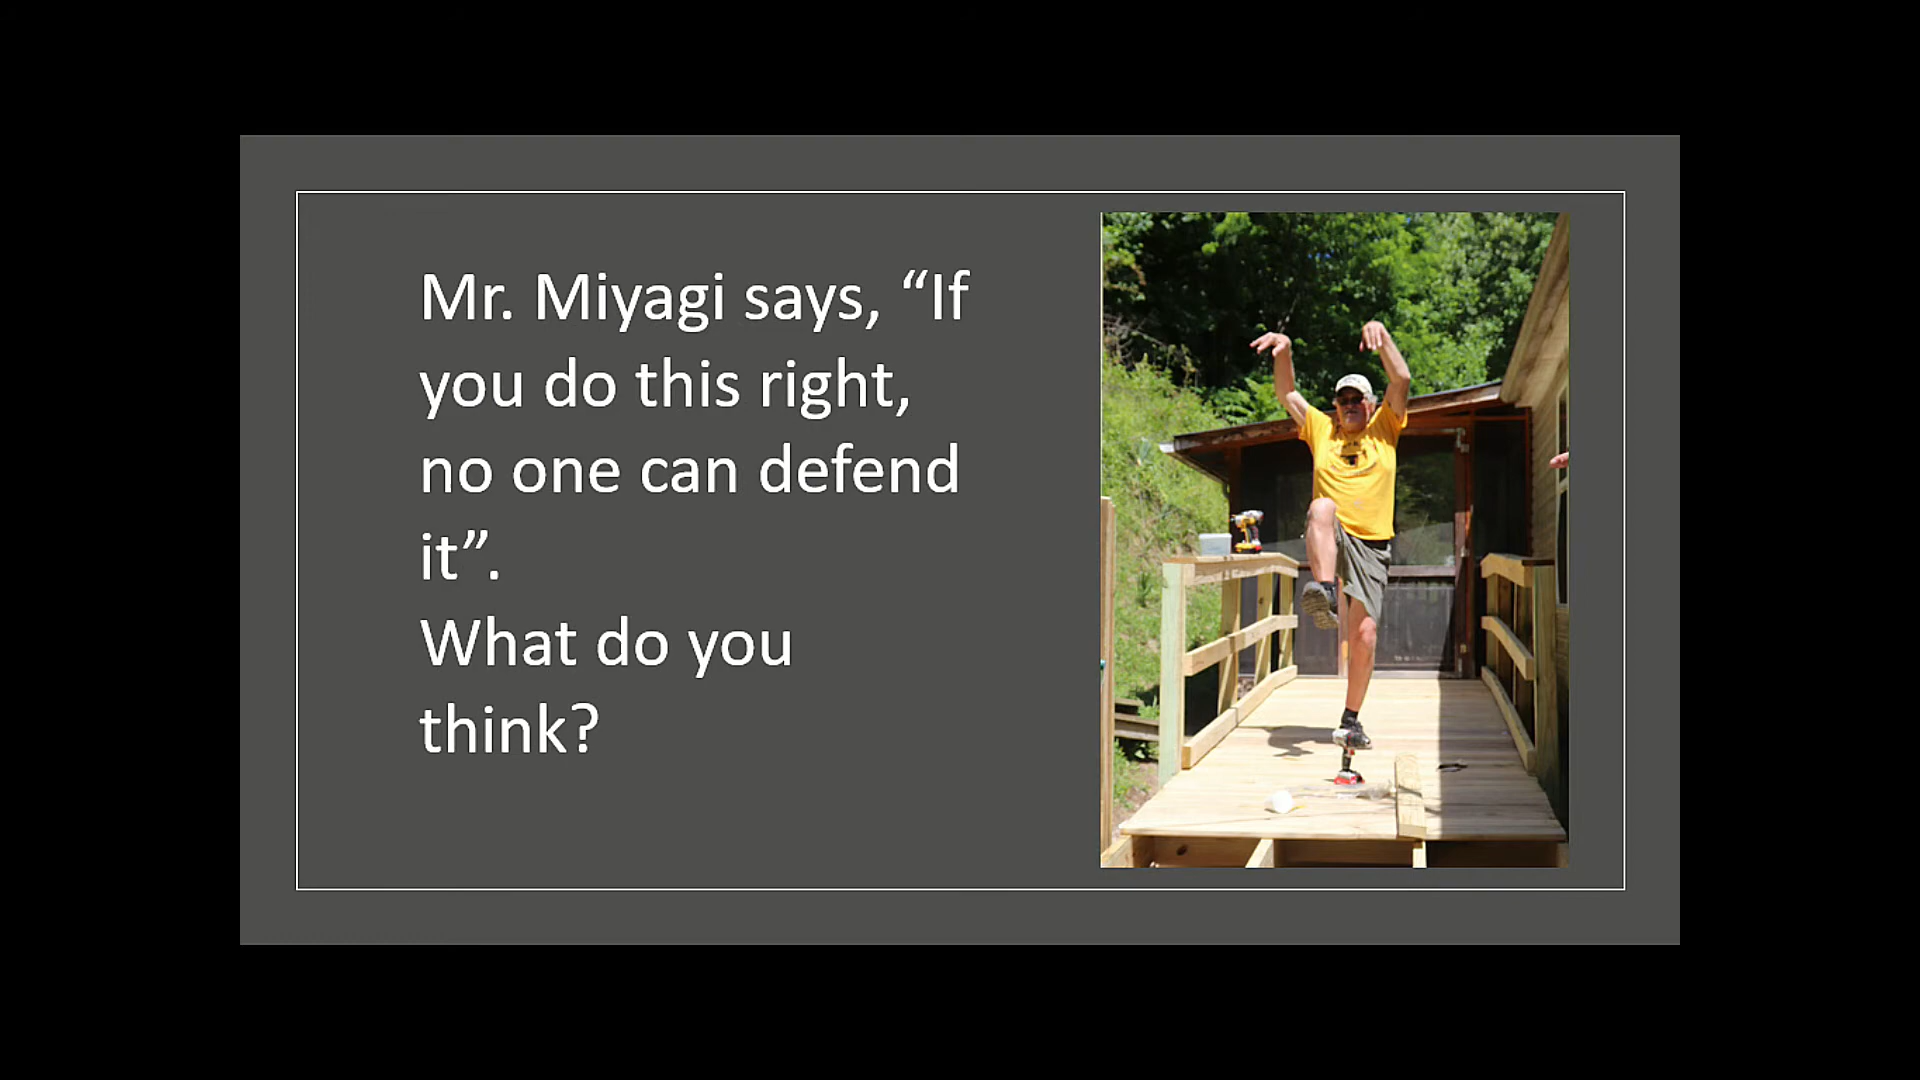 Mr. Miyagi says, “If
you do this right,
no one can defend
it”.
What do you
think?